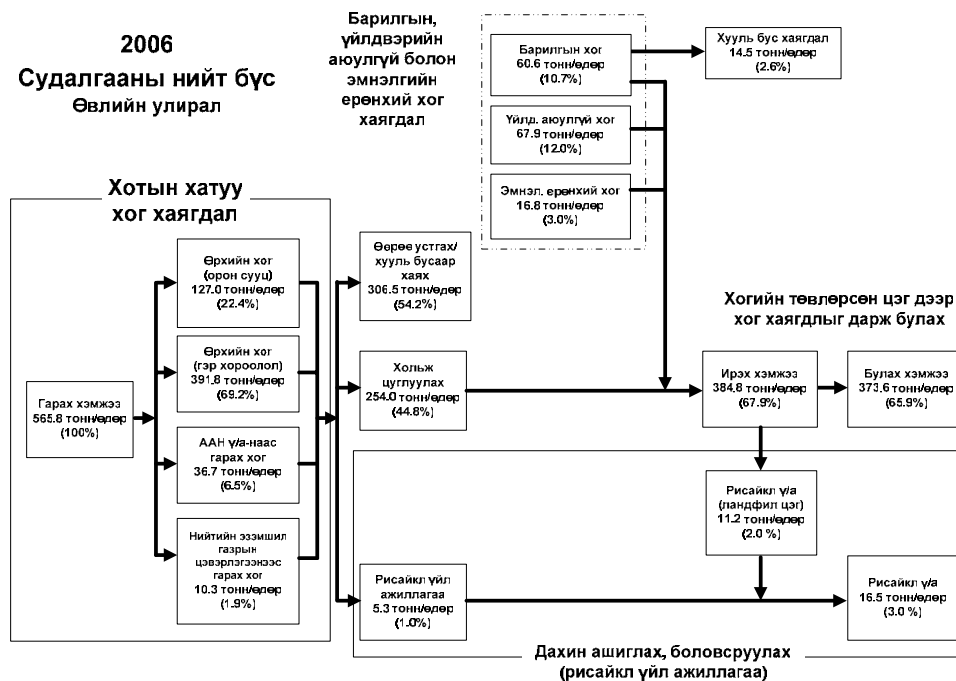 2006
Судалгааны нийт бүс
Өвлийн улирал
Барилгын,
үйлдвэрийн
аюулгүй болон
эмнэлгийн
ерөнхий хог
хаягдал
Барилгын хог
60.6 тонн/өдөр
(10.7%)
Хууль бус хаягдал
14.5 тонн/өдөр
(2.6%)
Үйлд. аюулгүй хог
67.9 тонн/өдөр
(12.0%)
Эмнэл. ерөнхий хог
16.8 тонн/өдөр
(3.0%)
Хотын хатуу
хог хаягдал
Өрхийн хог
(орон сууц)
127.0 тонн/өдөр
(22.4%)
Өөрөө устгах/
хууль бусаар
хаях
306.5 тонн/өдөр
(54.2%)
Хогийн төвлөрсөн цэг дээр
хог хаягдлыг дарж булах
Өрхийн хог
(гэр хороолол)
391.8 тонн/өдөр
(69.2%)
Хольж
цуглуулах
254.0 тонн/өдөр
(44.8%)
Ирэх хэмжээ
384.8 тонн/өдөр
(67.9%)
Булах хэмжээ
373.6 тонн/өдөр
(65.9%)
Гарах хэмжээ
565.8 тонн/өдөр
(100%)
ААН ү/а-наас
гарах хог
36.7 тонн/өдөр
(6.5%)
Рисайкл ү/а
(ландфил цэг)
11.2 тонн/өдөр
(2.0 %)
Нийтийн эзэмшил
газрын
цэвэрлэгээнээс
гарах хог
10.3 тонн/өдөр
(1.9%)
Рисайкл үйл
ажиллагаа
5.3 тонн/өдөр
(1.0%)
Рисайкл ү/а
16.5 тонн/өдөр
(3.0 %)
Дахин ашиглах, боловсруулах
(рисайкл үйл ажиллагаа)